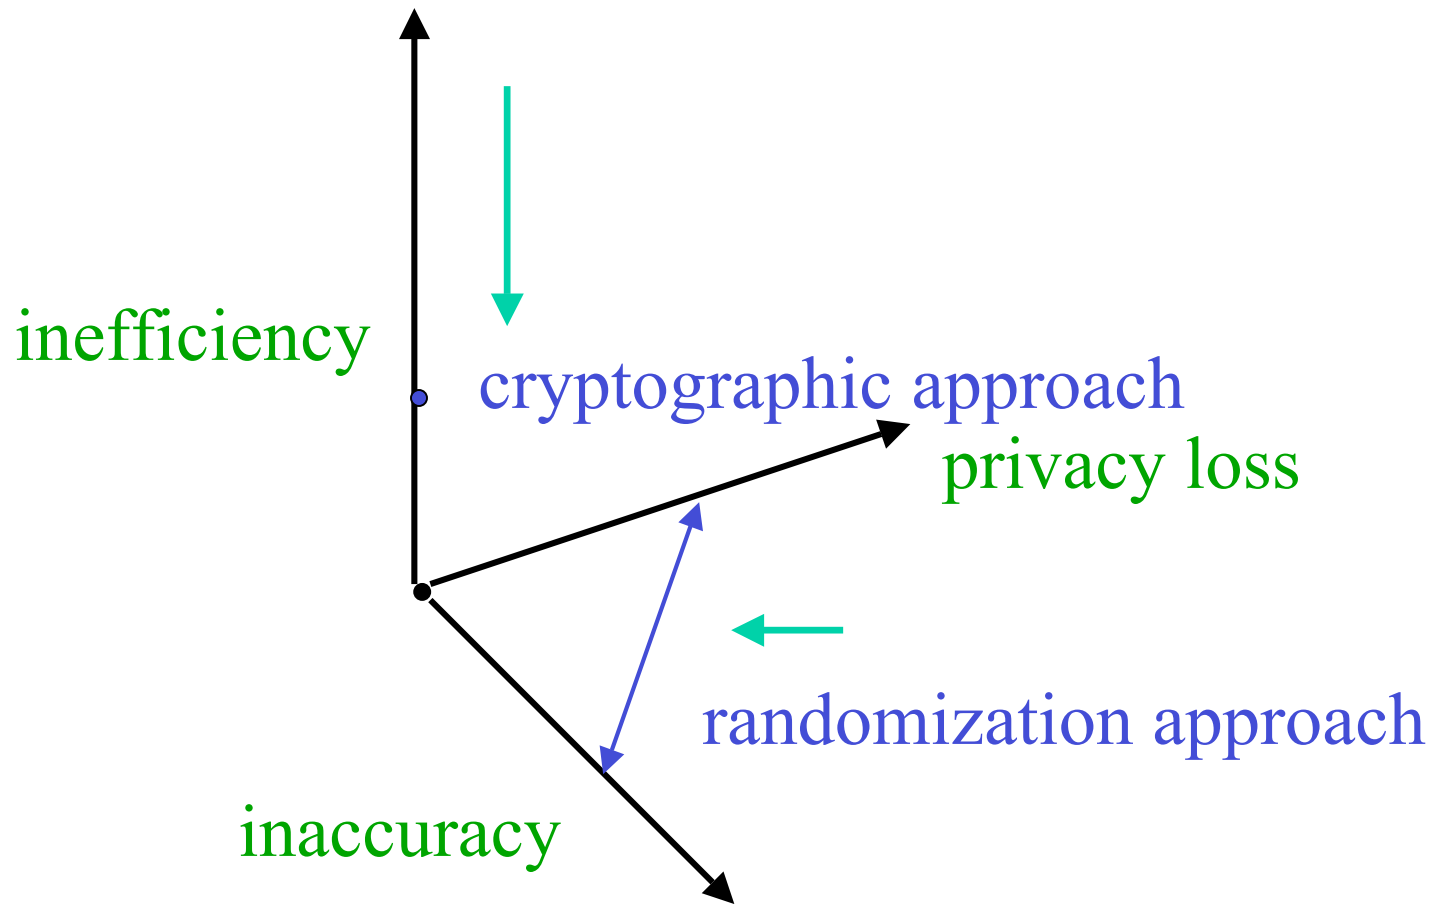 inefficiency
cryptographic approach
privacy loss
randomization approach
inaccuracy